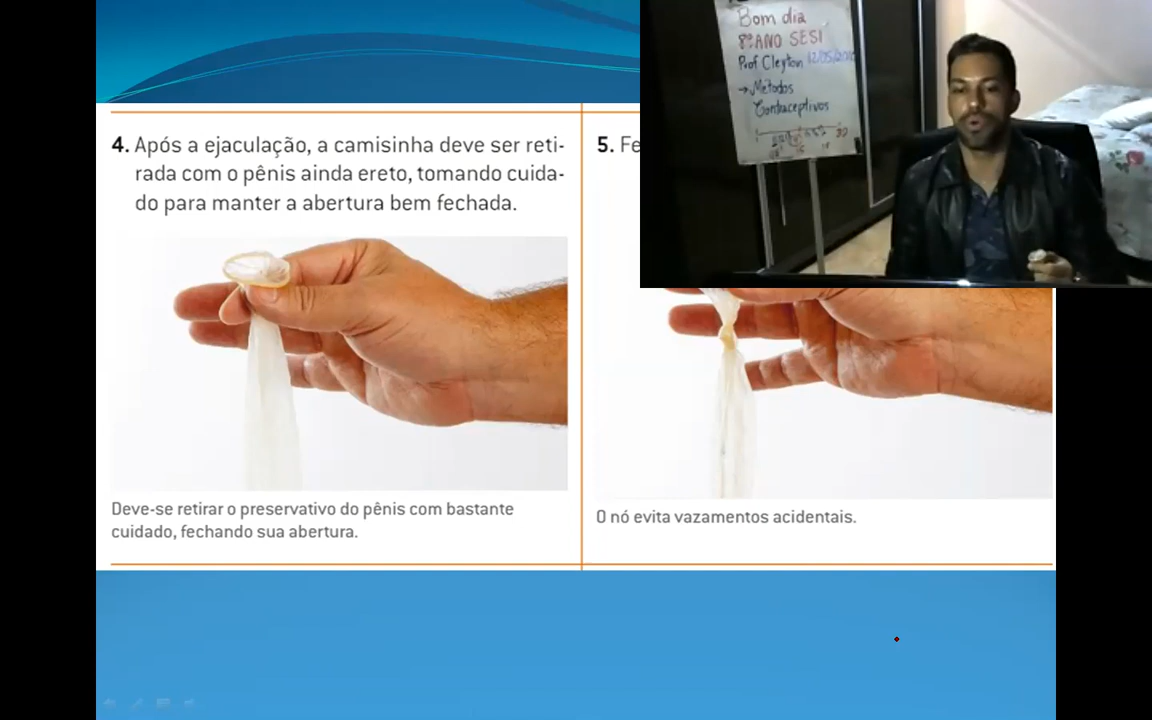 4. Após a ejaculação, a camisinha deve ser reti-
rada com o pênis ainda ereto, tomando cuida-
do para manter a abertura bem fechada.
Deve-se retirar o preservativo do pênis com bastante
cuidado, fechando sua abertura.
5. Fe
O nó evita vazamentos acidentais.
Bom dia
8º ANO SESI
Prof Cleyton
→ Métodos
Contraceptivos